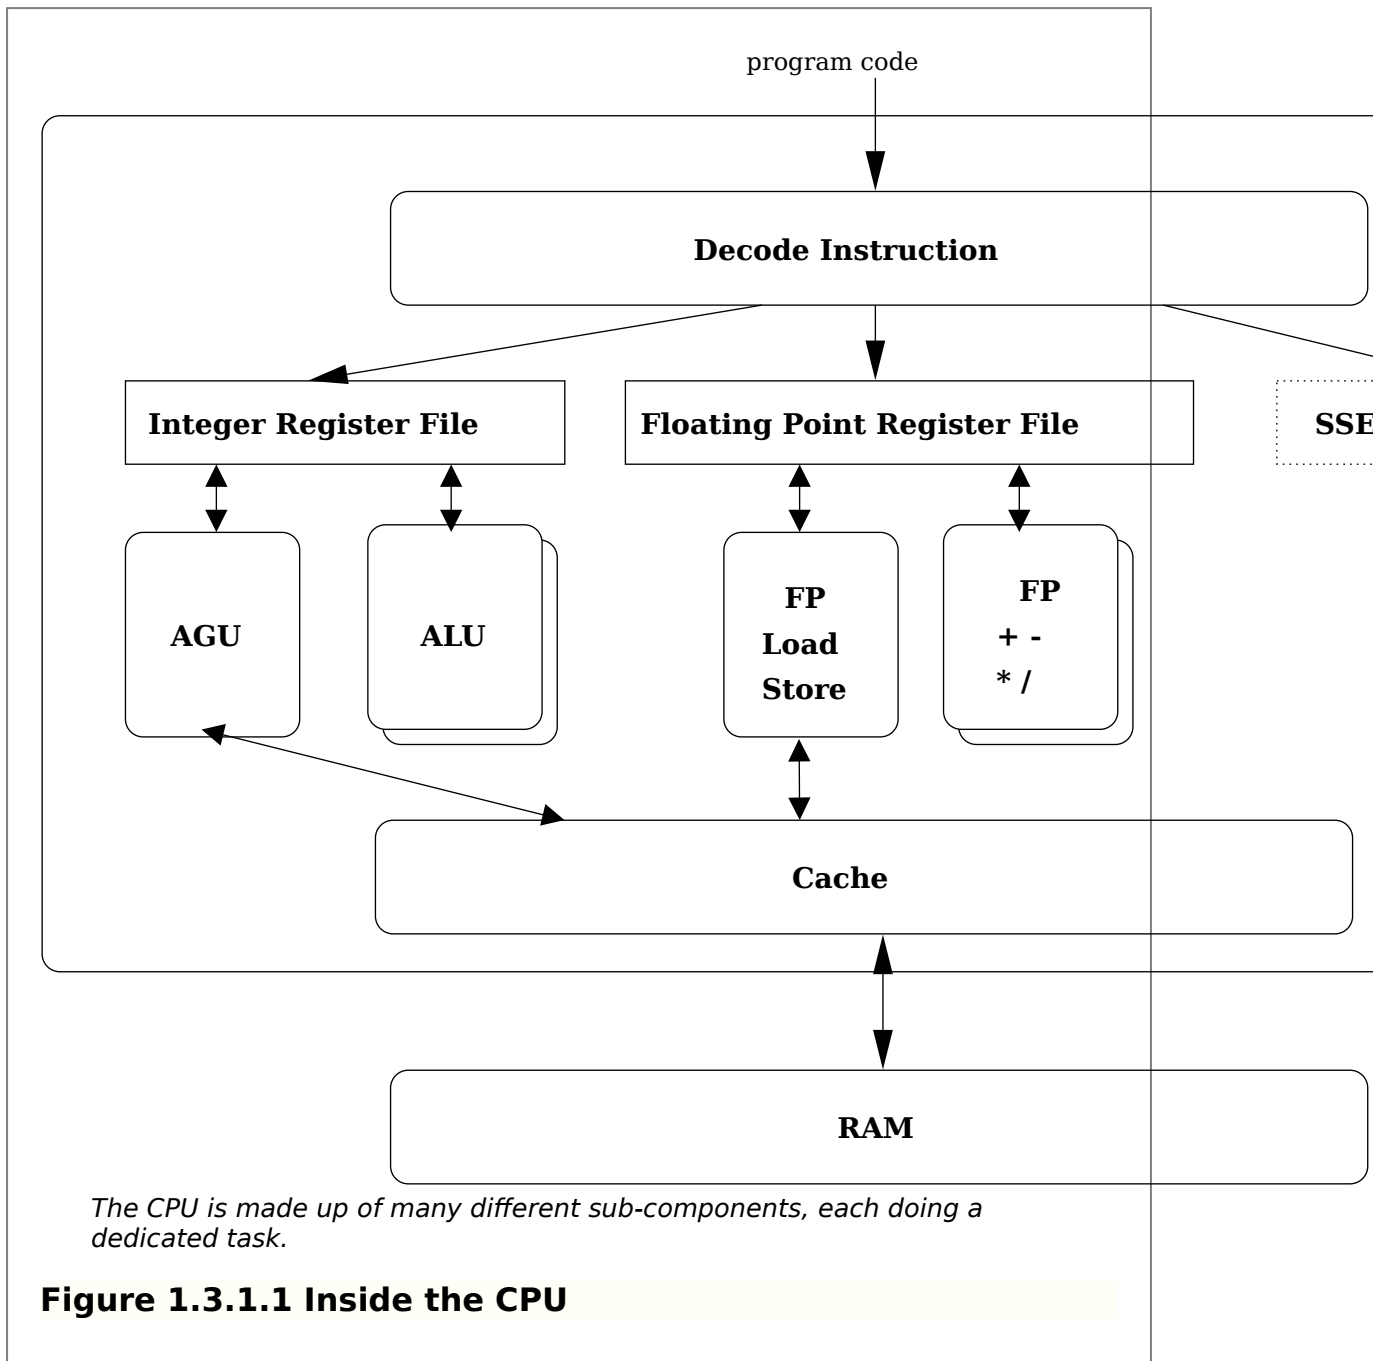 program code
Decode Instruction
Integer Register File
Floating Point Register File
SSE
AGU
ALU
FP
Load
Store
FP
+ -
* /
Cache
RAM
The CPU is made up of many different sub-components, each doing a
dedicated task.
Figure 1.3.1.1 Inside the CPU